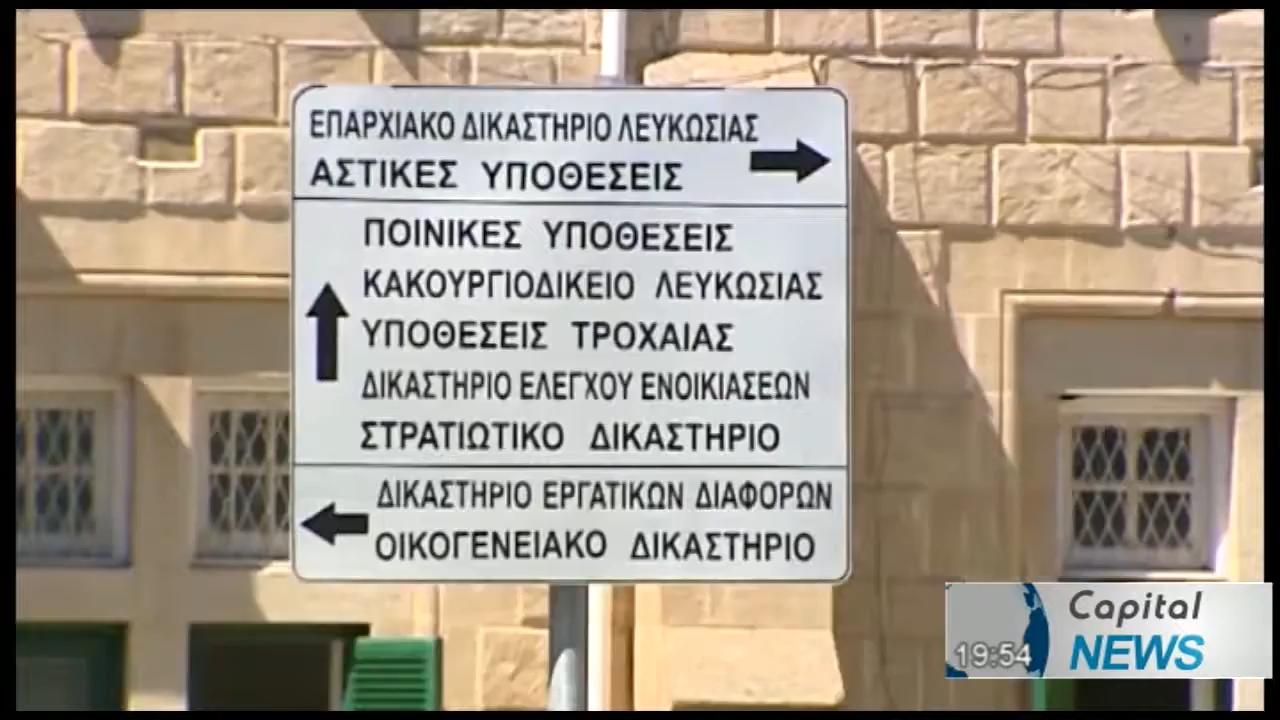 ΕΠΑΡΧΙΑΚΟ ΔΙΚΑΣΤΗΡΙΟ ΛΕΥΚΩΣΙΑΣ
ΑΣΤΙΚΕΣ ΥΠΟΘΕΣΕΙΣ
ΠΟΙΝΙΚΕΣ ΥΠΟΘΕΣΕΙΣ
ΚΑΚΟΥΡΓΙΟΔΙΚΕΙΟ ΛΕΥΚΩΣΙΑΣ
ΥΠΟΘΕΣΕΙΣ ΤΡΟΧΑΙΑΣ
ΔΙΚΑΣΤΗΡΙΟ ΕΛΕΓΧΟΥ ΕΝΟΙΚΙΑΣΕΩΝ
ΣΤΡΑΤΙΩΤΙΚΟ ΔΙΚΑΣΤΗΡΙΟ
ΔΙΚΑΣΤΗΡΙΟ ΕΡΓΑΤΙΚΩΝ ΔΙΑΦΟΡΩΝ
ΟΙΚΟΓΕΝΕΙΑΚΟ ΔΙΚΑΣΤΗΡΙΟ
Capital
NEWS
19:54